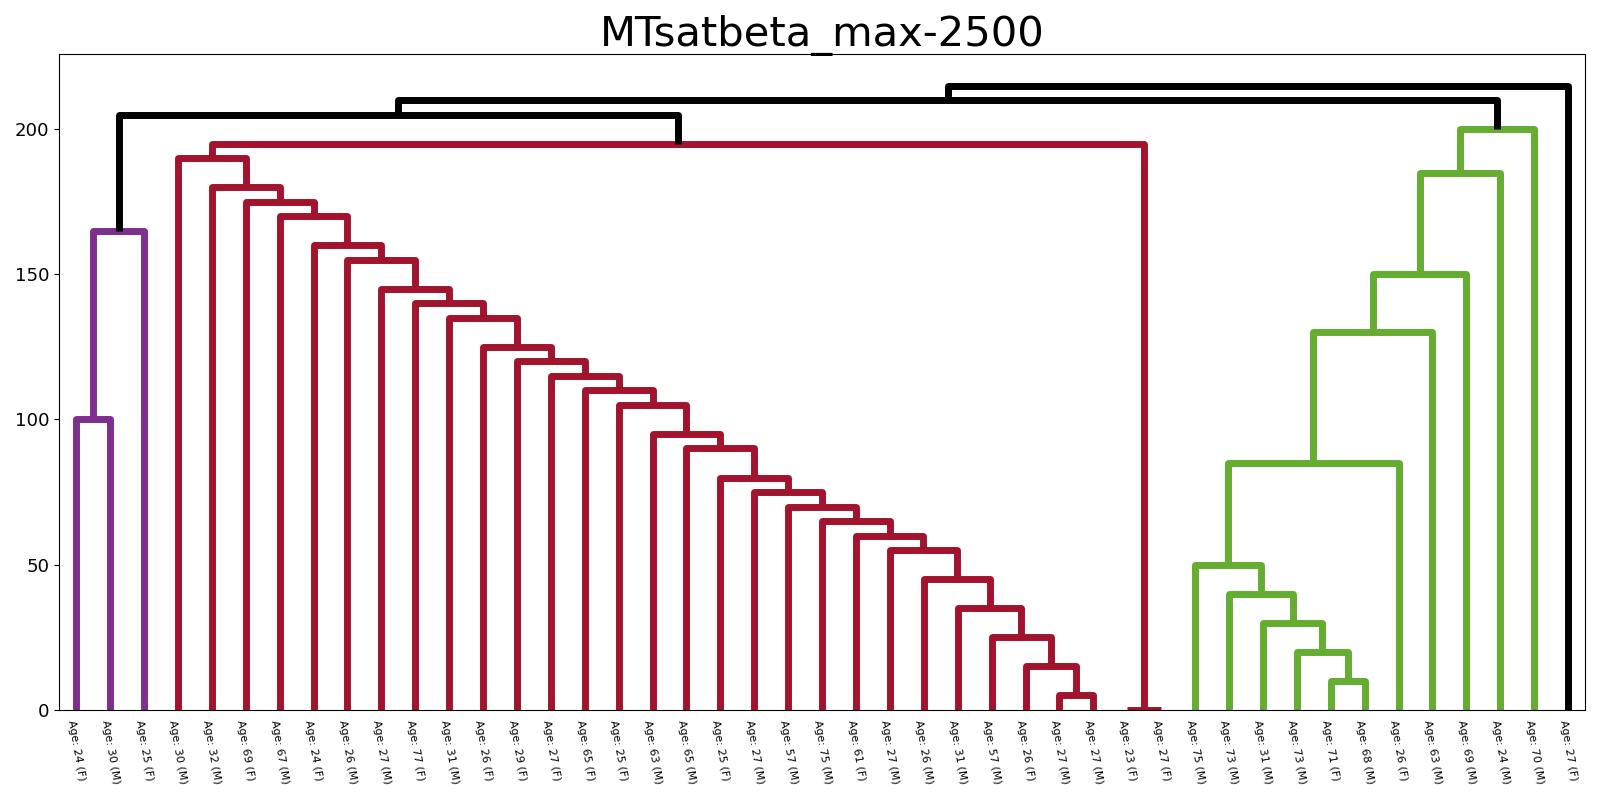 MTsatbeta_max-2500
200
150
100
50
0
Age: 24 (F)
Age: 30 (M)
Age: 25 (F)
Age: 30 (M)
Age: 32 (M)
Age: 69 (F)
Age: 67 (M)
Age: 24 (F)
Age: 26 (M)
Age: 27 (M)
Age: 77 (F)
Age: 31 (M)
Age: 26 (F)
Age: 29 (F)
Age: 27 (F)
Age: 65 (F)
Age: 25 (F)
Age: 63 (M)
Age: 65 (M)
Age: 25 (F)
Age: 27 (M)
Age: 57 (M)
Age: 75 (M)
Age: 61 (F)
Age: 27 (M)
Age: 26 (M)
Age: 31 (M)
Age: 57 (M)
Age: 26 (F)
Age: 27 (M)
Age: 27 (M)
Age: 23 (F)
Age: 27 (F)
Age: 75 (M)
Age: 73 (M)
Age: 31 (M)
Age: 73 (M)
Age: 71 (F)
Age: 68 (M)
Age: 26 (F)
Age: 63 (M)
Age: 69 (M)
Age: 24 (M)
Age: 70 (M)
Age: 27 (F)